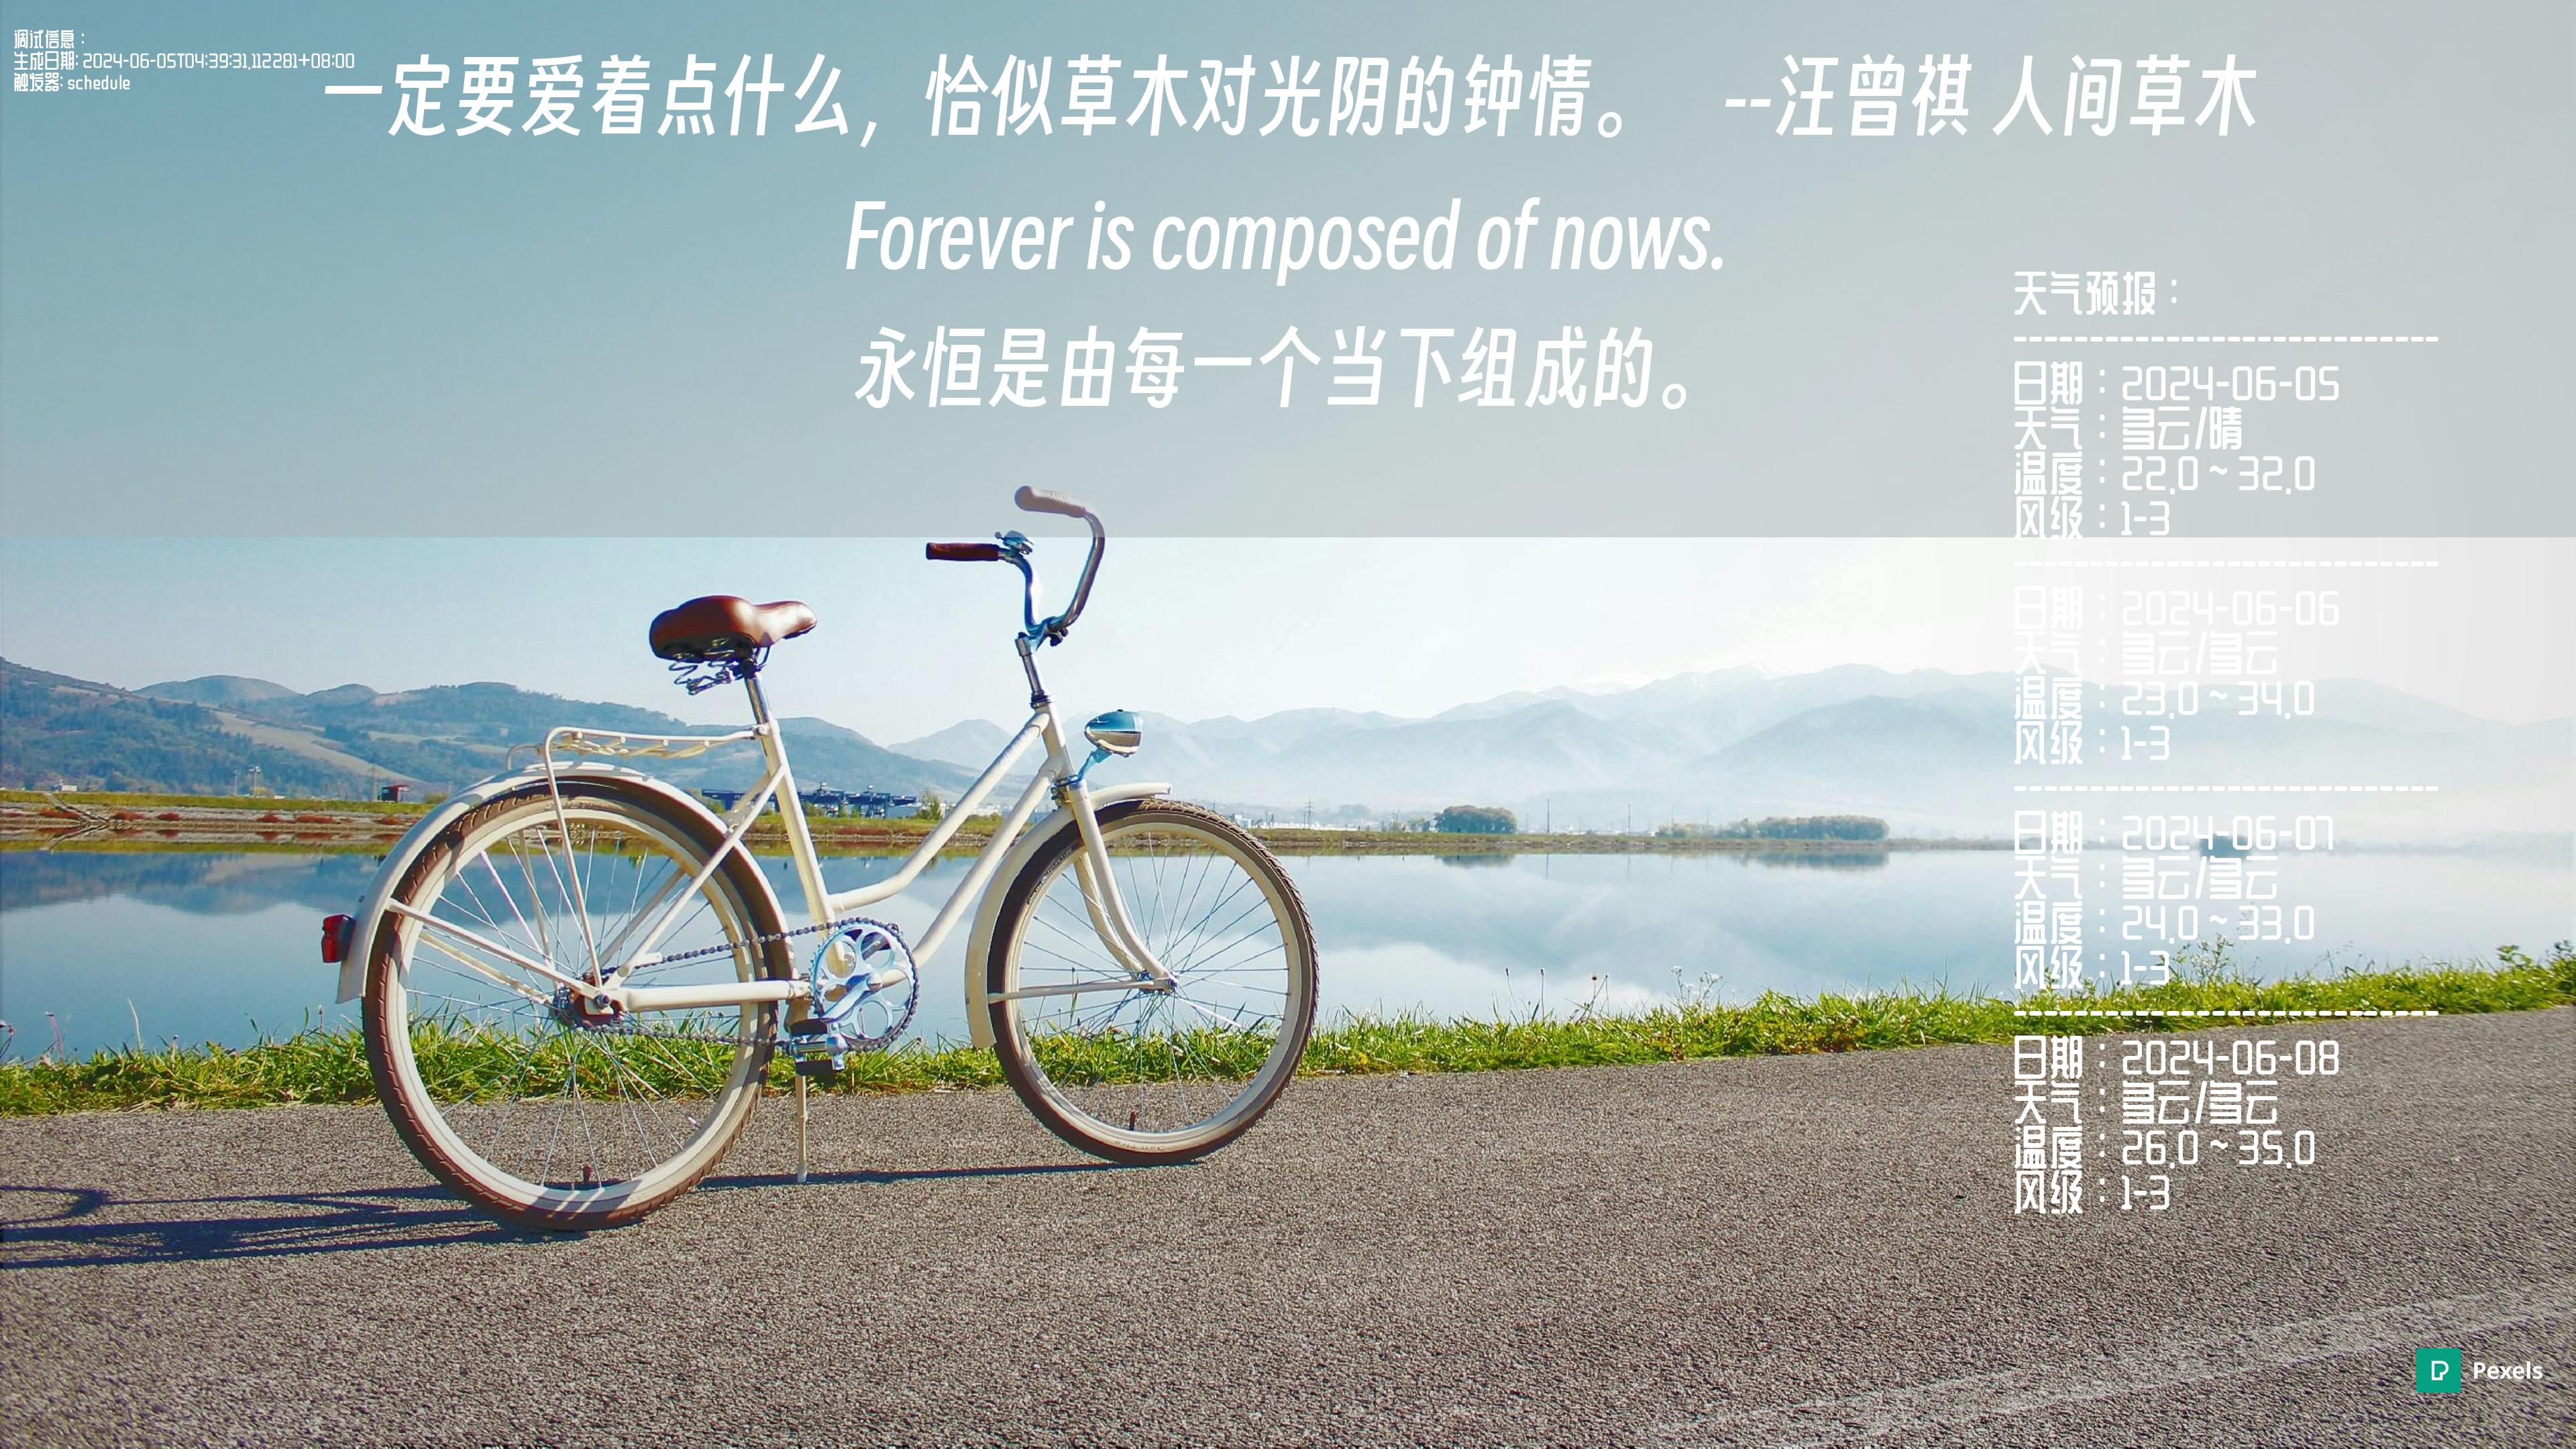 调试信息：
生成日期: 2024-06-05T04:39:31.112281+08:00
触发器: schedule
一定要爱着点什么，恰似草木对光阴的钟情。 --汪曾祺 人间草木
Forever is composed of nows.
永恒是由每一个当下组成的。
天气预报：
------------------------------
日期：2024-06-05
天气：多云/晴
温度：22.0 ~ 32.0
风级：1-3
------------------------------
日期：2024-06-06
天气：多云/多云
温度：23.0 ~ 34.0
风级：1-3
------------------------------
日期：2024-06-07
天气：多云/多云
温度：24.0 ~ 33.0
风级：1-3
------------------------------
日期：2024-06-08
天气：多云/多云
温度：26.0 ~ 35.0
风级：1-3
Pexels